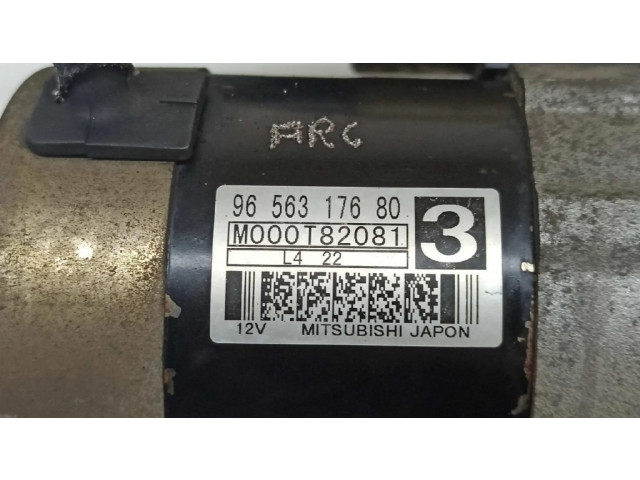 ARC
96 563 176 80
M000T82081
3
L4 22
12V MITSUBISHI JAPON